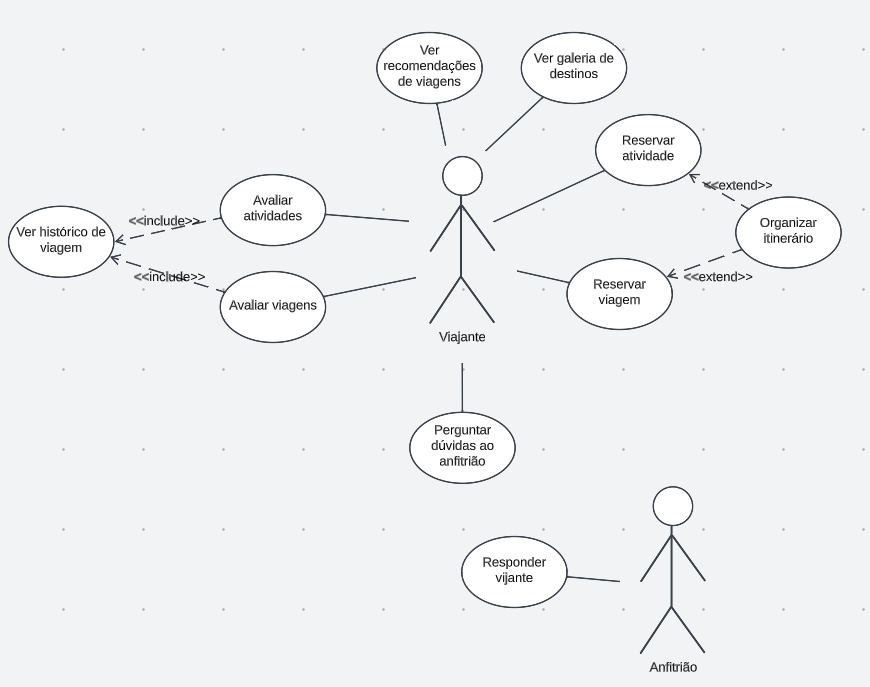 Ver
recomendações
de viagens
Ver galeria de
destinos
Reservar
atividade
<<extend>>
Organizar
itinerário
<<extend>>
Reservar
viagem
Avaliar
atividades
<<include>>
Ver histórico de
viagem
<<include>>
Avaliar viagens
Viajante
Perguntar
dúvidas ao
anfitrião
Responder
vijante
Anfitrião